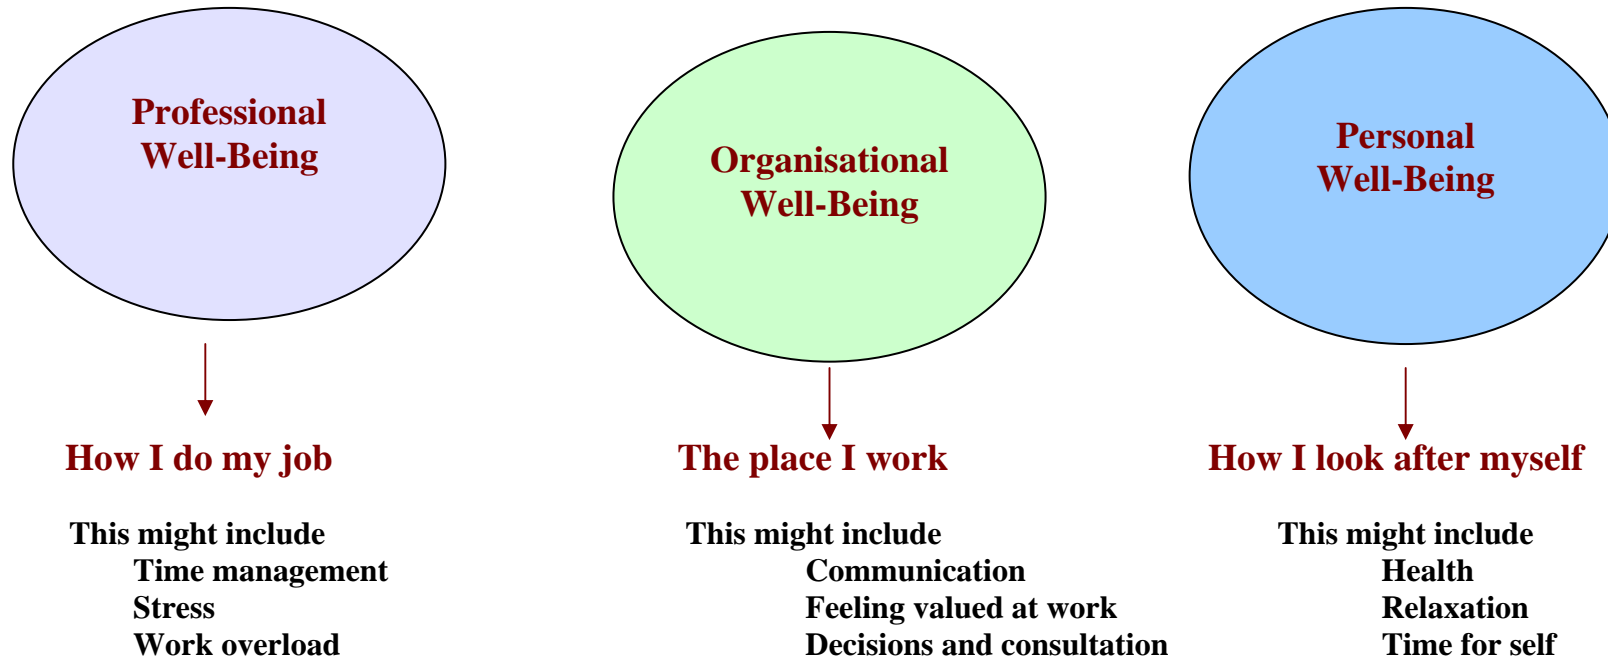 Professional
Well-Being
How I do my job
This might include
Time management
Stress
Work overload
Organisational
Well-Being
The place I work
This might include
Communication
Feeling valued at work
Decisions and consultation
Personal
Well-Being
How I look after myself
This might include
Health
Relaxation
Time for self